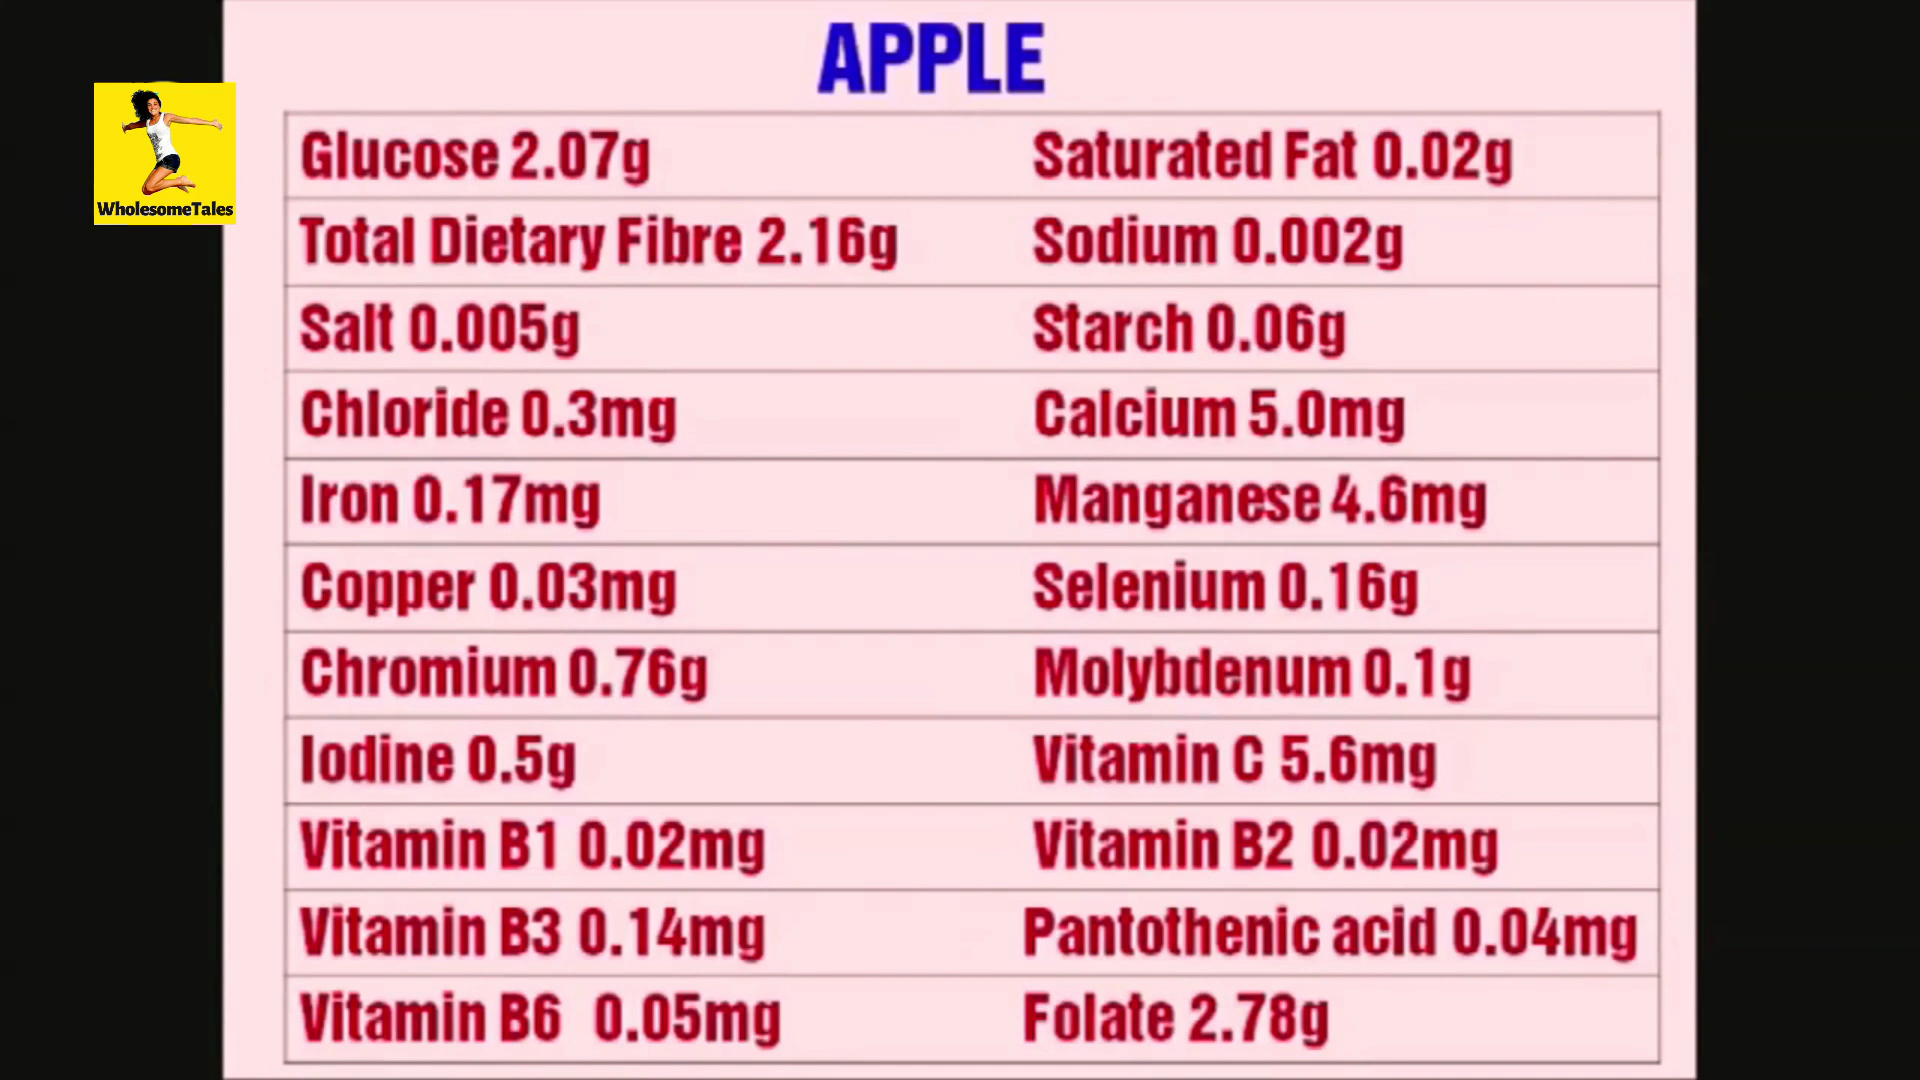 APPLE
WholesomeTales
Glucose 2.07g Saturated Fat 0.02g
Total Dietary Fibre 2.16g Sodium 0.002g
Salt 0.005g Starch 0.06g
Chloride 0.3mg Calcium 5.0mg
Iron 0.17mg Manganese 4.6mg
Copper 0.03mg Selenium 0.16g
Chromium 0.76g Molybdenum 0.1g
Iodine 0.5g Vitamin C 5.6mg
Vitamin B1 0.02mg Vitamin B2 0.02mg
Vitamin B3 0.14mg Pantothenic acid 0.04mg
Vitamin B6 0.05mg Folate 2.78g